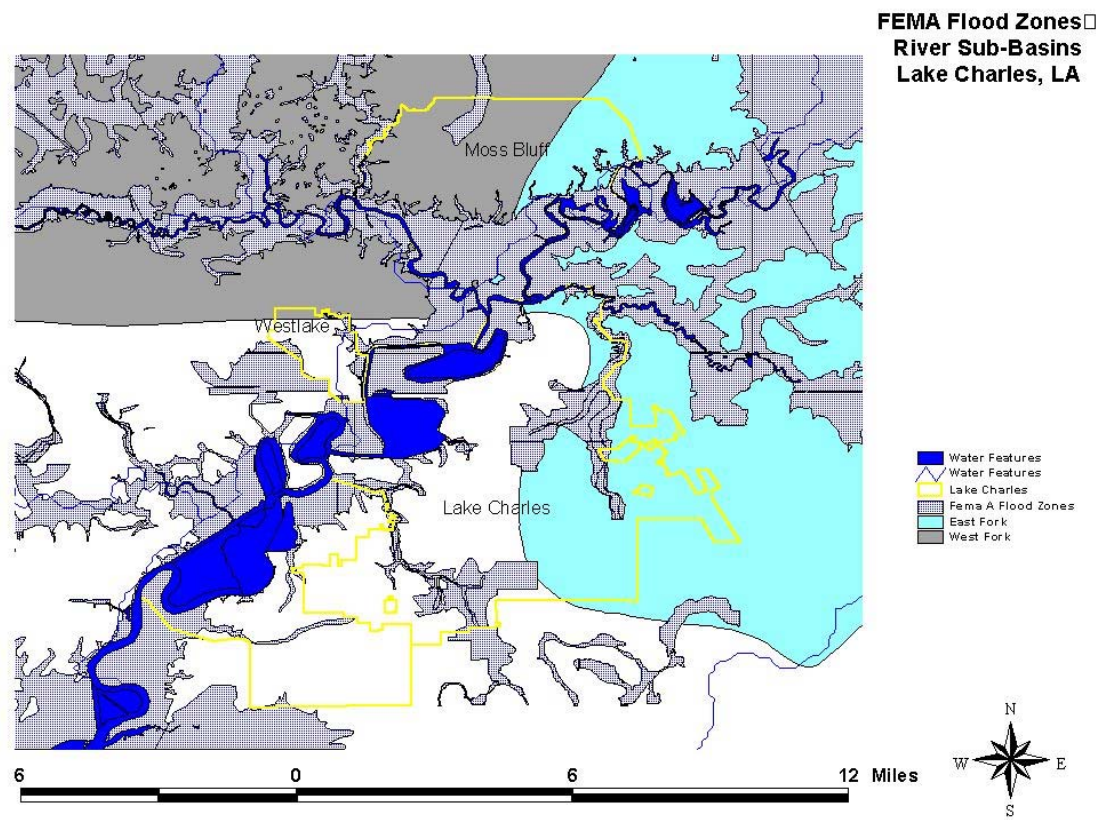 FEMA Flood Zones□
River Sub-Basins
Lake Charles, LA
Moss Bluff
Westlake
Lake Charles
Water Features
Water Features
Lake Charles
Fema A Flood Zones
East Fork
West Fork
N
W E
S
6 0 6 12 Miles